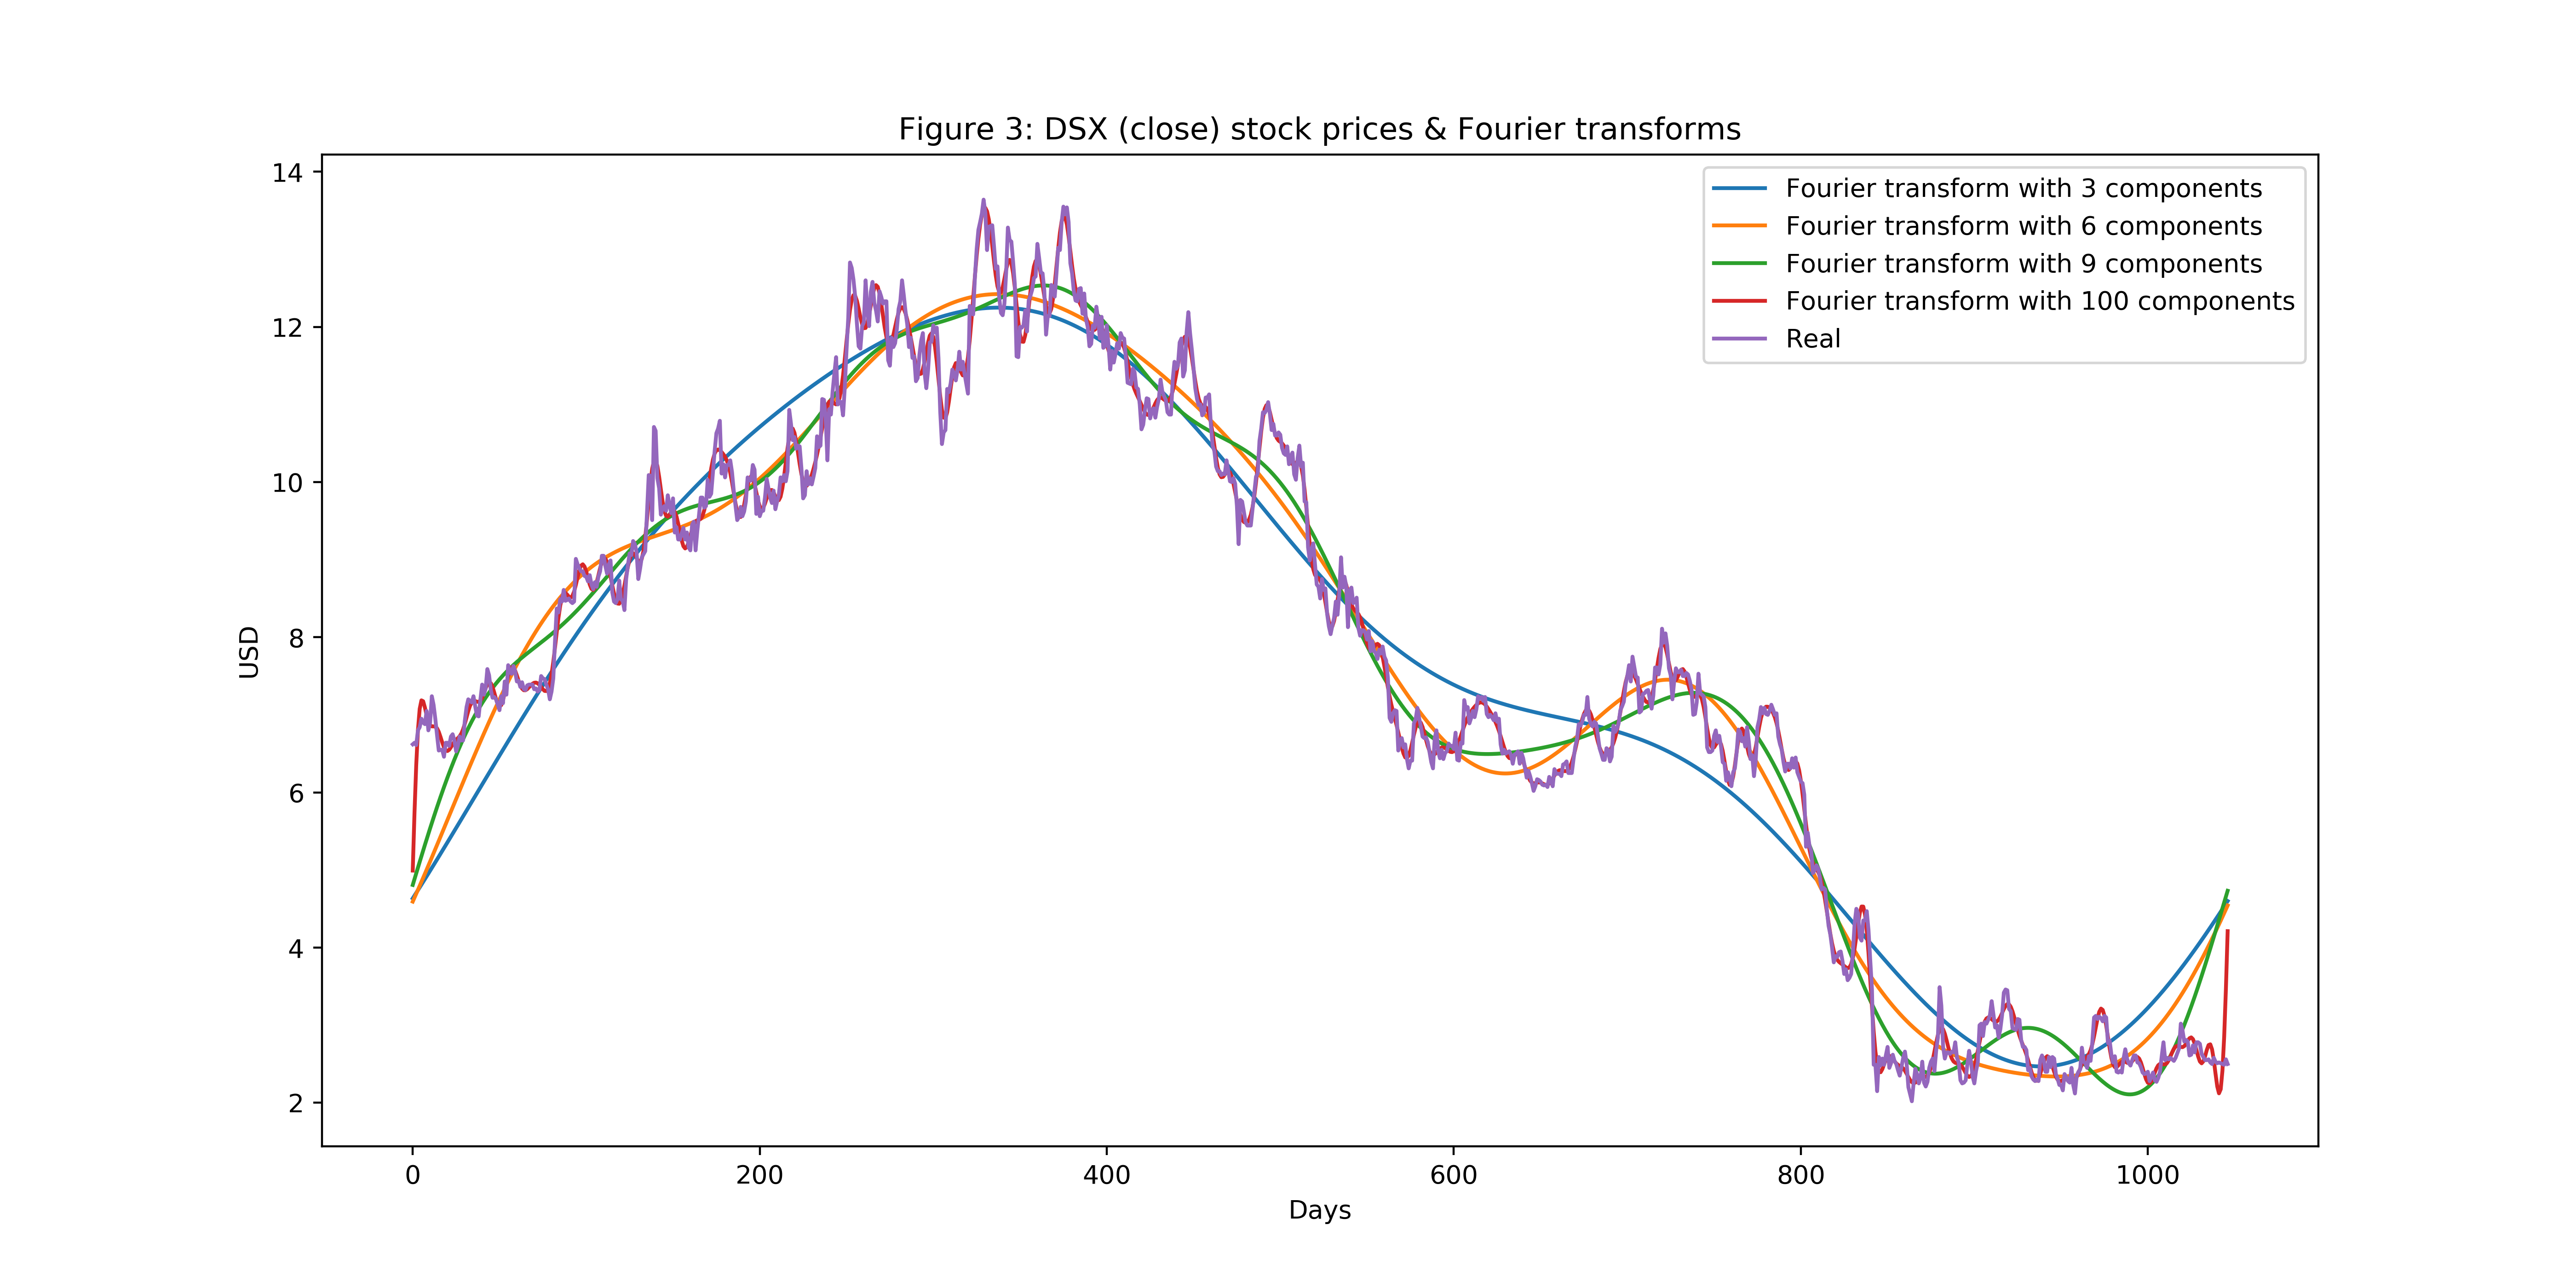 Figure 3: DSX (close) stock prices & Fourier transforms
14
12
10
8
6
4
2
USD
0
200
400
600
800
1000
Days
Fourier transform with 3 components
Fourier transform with 6 components
Fourier transform with 9 components
Fourier transform with 100 components
Real